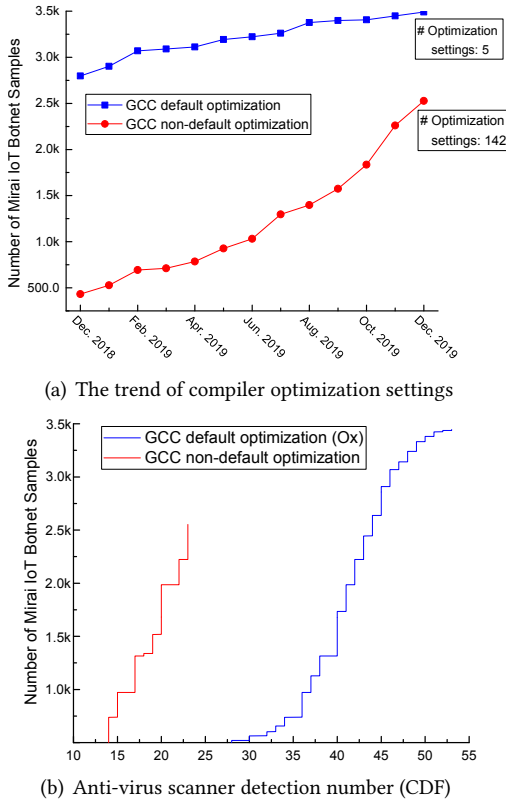 3.5k
3.0k
2.5k
2.0k
1.5k
1.0k
500.0
Number of Mirai IoT Botnet Samples
# Optimization
settings: 5
GCC default optimization
GCC non-default optimization
# Optimization
settings: 142
Dec. 2018
Feb. 2019
Apr. 2019
Jun. 2019
Aug. 2019
Oct. 2019
Dec. 2019
(a) The trend of compiler optimization settings
3.5k
3.0k
2.5k
2.0k
1.5k
1.0k
Number of Mirai IoT Botnet Samples
GCC default optimization (Ox)
GCC non-default optimization
10 15 20 25 30 35 40 45 50 55
(b) Anti-virus scanner detection number (CDF)